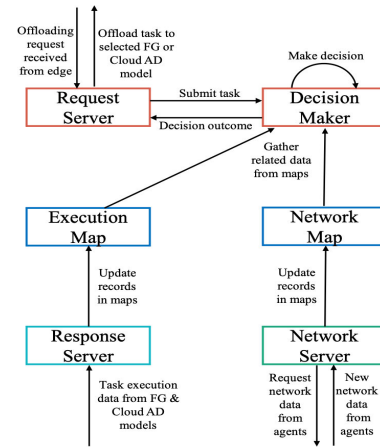 Offloading
request
received
from edge
Offload task to
selected FG or
Cloud AD
model
Make decision
Request
Server
Submit task
Decision outcome
Decision
Maker
Gather
related data
from maps
Execution
Map
Network
Map
Update
records
in maps
Update
records
in maps
Response
Server
Network
Server
Task execution
data from FG &
Cloud AD
models
Request
network
data
from
agents
New
network
data
from
agents